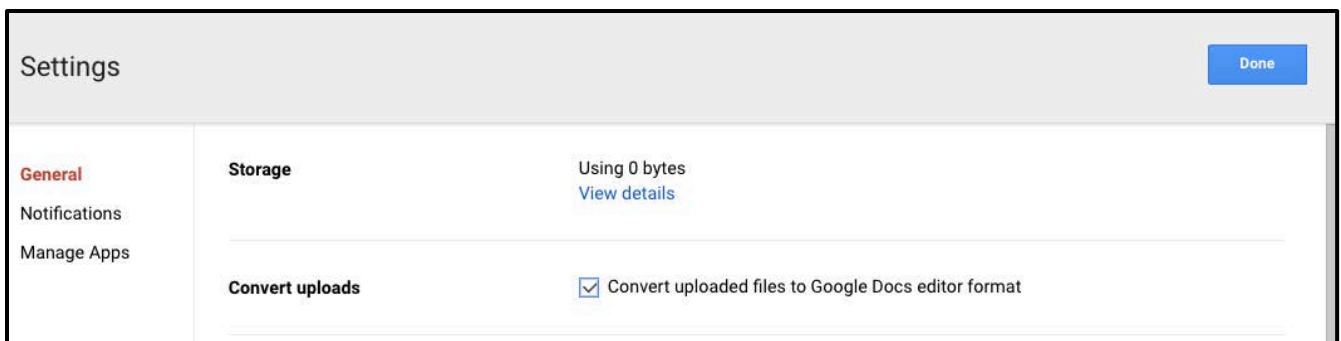 Settings
Done
General
Notifications
Manage Apps
Storage
Using 0 bytes
View details
Convert uploads
Convert uploaded files to Google Docs editor format